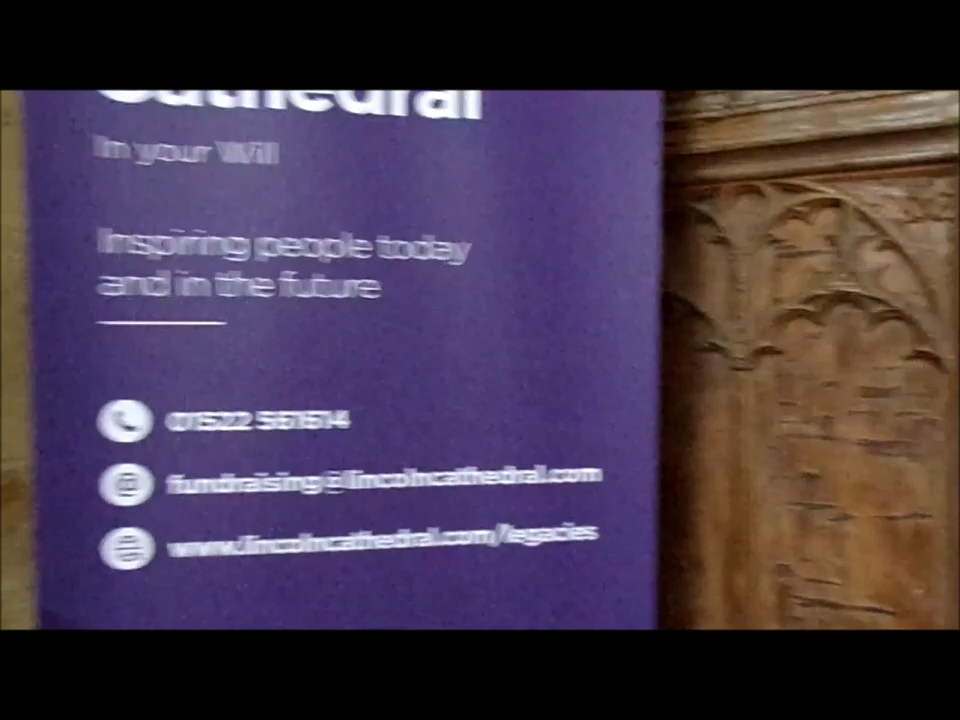 Cathedral
In your Will
Inspiring people today
and in the future
01522 561614
fundraising@lincolncathedral.com
www.lincolncathedral.com/legacies